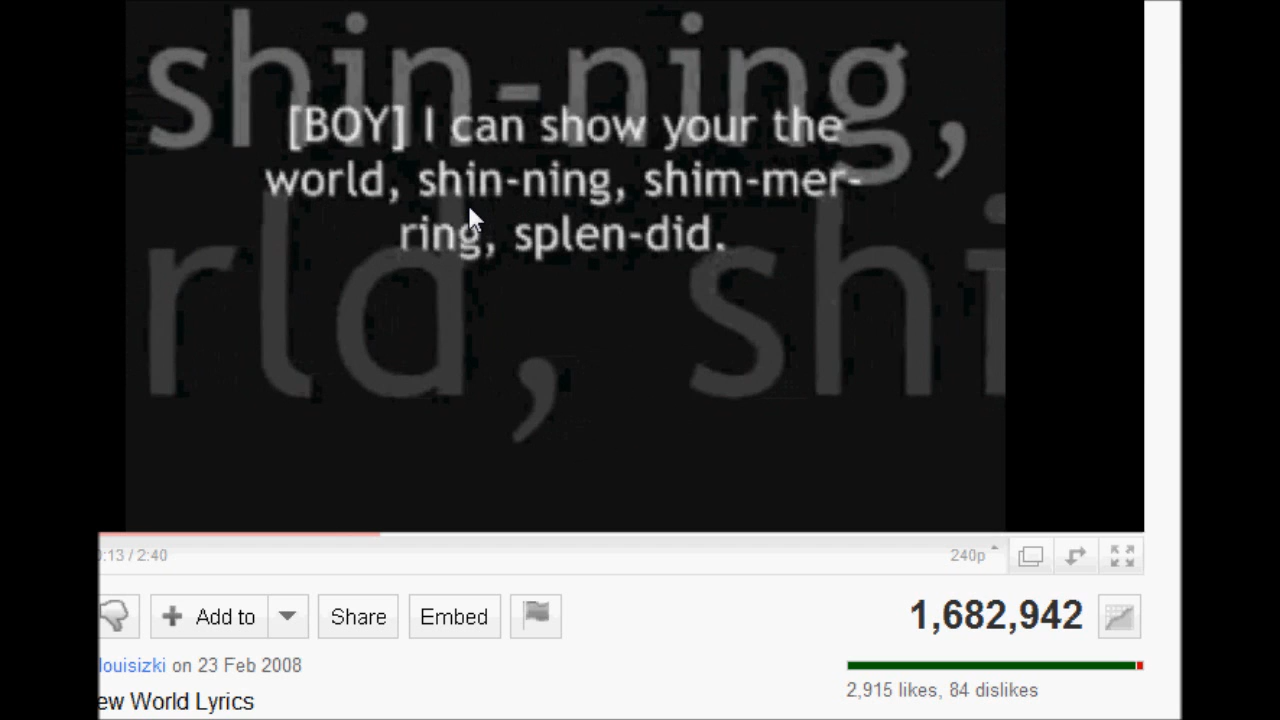 shin-ning,
[BOY] I can show your the
world, shin-ning, shim-mer-
ring, splen-did.
rld, shi
:13 / 2:40
240p
Add to
Share
Embed
1,682,942
louisizki on 23 Feb 2008
2,915 likes, 84 dislikes
ew World Lyrics